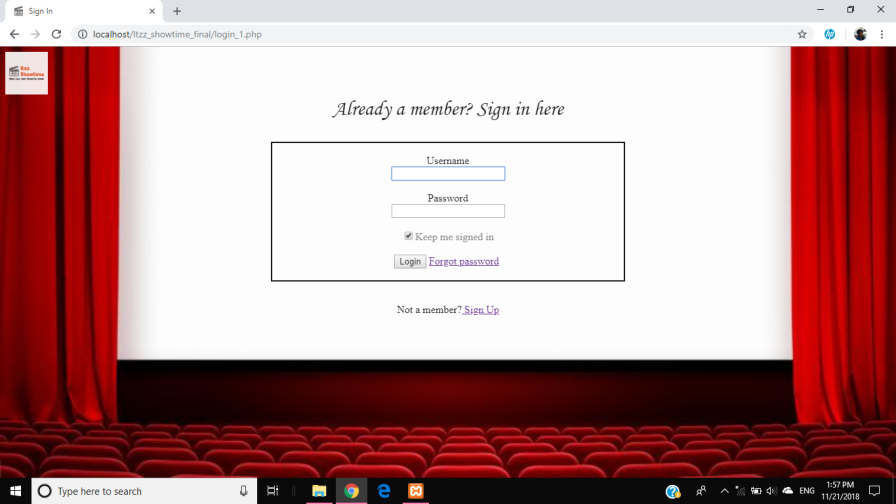 Sign In
localhost/ltzz_showtime_final/login_1.php
Showtime
Already a member? Sign in here
Username
Password
Keep me signed in
Login Forgot password
Not a member? Sign Up
Type here to search
ENG
1:57 PM
11/21/2018